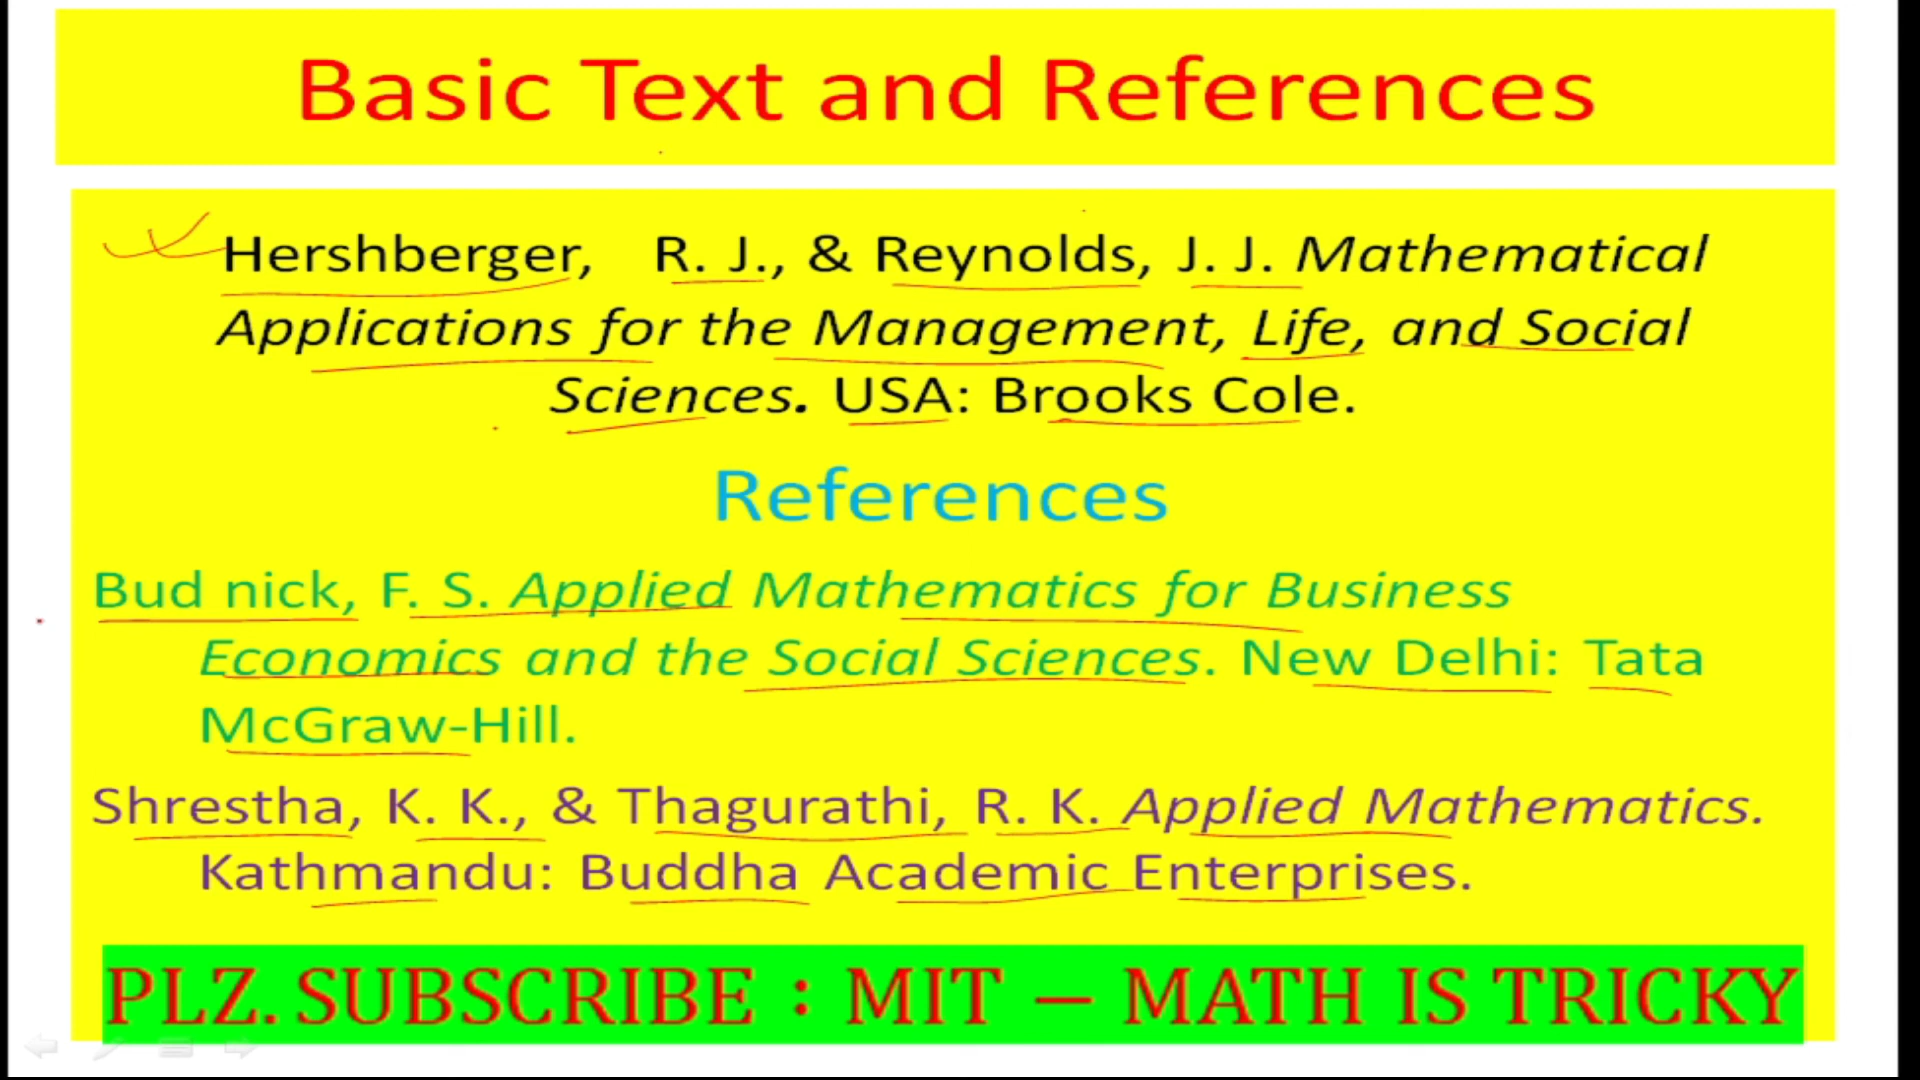 Basic Text and References
Hershberger, R. J., & Reynolds, J. J. Mathematical
Applications for the Management, Life, and Social
Sciences. USA: Brooks Cole.
References
Bud nick, F. S. Applied Mathematics for Business
Economics and the Social Sciences. New Delhi: Tata
McGraw-Hill.
Shrestha, K. K., & Thagurathi, R. K. Applied Mathematics.
Kathmandu: Buddha Academic Enterprises.
PLZ. SUBSCRIBE : MIT – MATH IS TRICKY